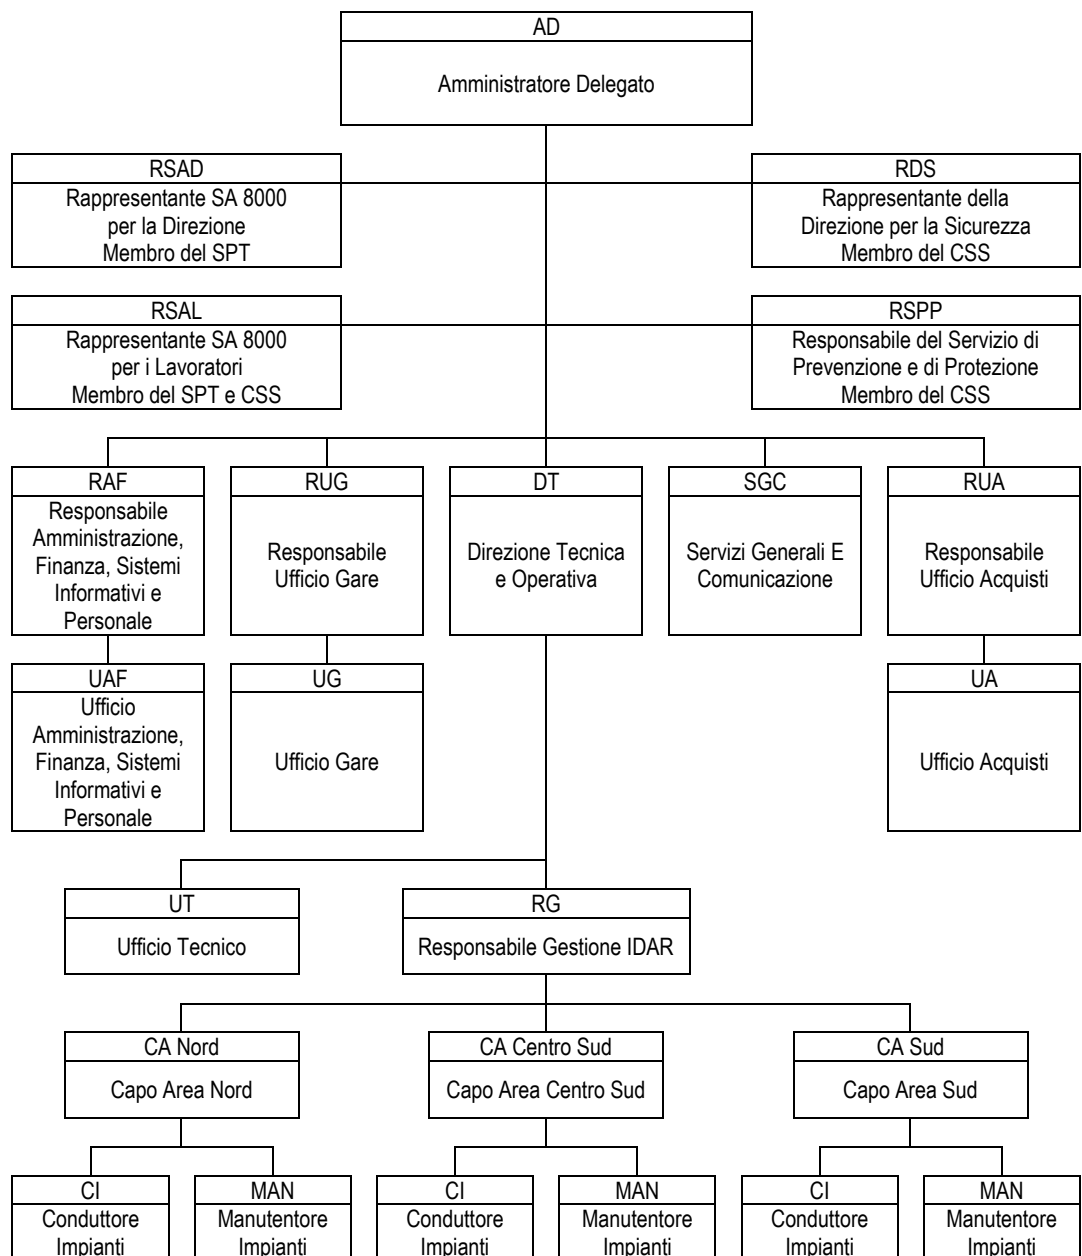 AD
Amministratore Delegato
RSAD
Rappresentante SA 8000
per la Direzione
Membro del SPT
RDS
Rappresentante della
Direzione per la Sicurezza
Membro del CSS
RSAL
Rappresentante SA 8000
per i Lavoratori
Membro del SPT e CSS
RSPP
Responsabile del Servizio di
Prevenzione e di Protezione
Membro del CSS
RAF
Responsabile
Amministrazione,
Finanza, Sistemi
Informativi e
Personale
RUG
Responsabile
Ufficio Gare
DT
Direzione Tecnica
e Operativa
SGC
Servizi Generali E
Comunicazione
RUA
Responsabile
Ufficio Acquisti
UAF
Ufficio
Amministrazione,
Finanza, Sistemi
Informativi e
Personale
UG
Ufficio Gare
UA
Ufficio Acquisti
UT
Ufficio Tecnico
RG
Responsabile Gestione IDAR
CA Nord
Capo Area Nord
CA Centro Sud
Capo Area Centro Sud
CA Sud
Capo Area Sud
CI
Conduttore
Impianti
MAN
Manutentore
Impianti
CI
Conduttore
Impianti
MAN
Manutentore
Impianti
CI
Conduttore
Impianti
MAN
Manutentore
Impianti